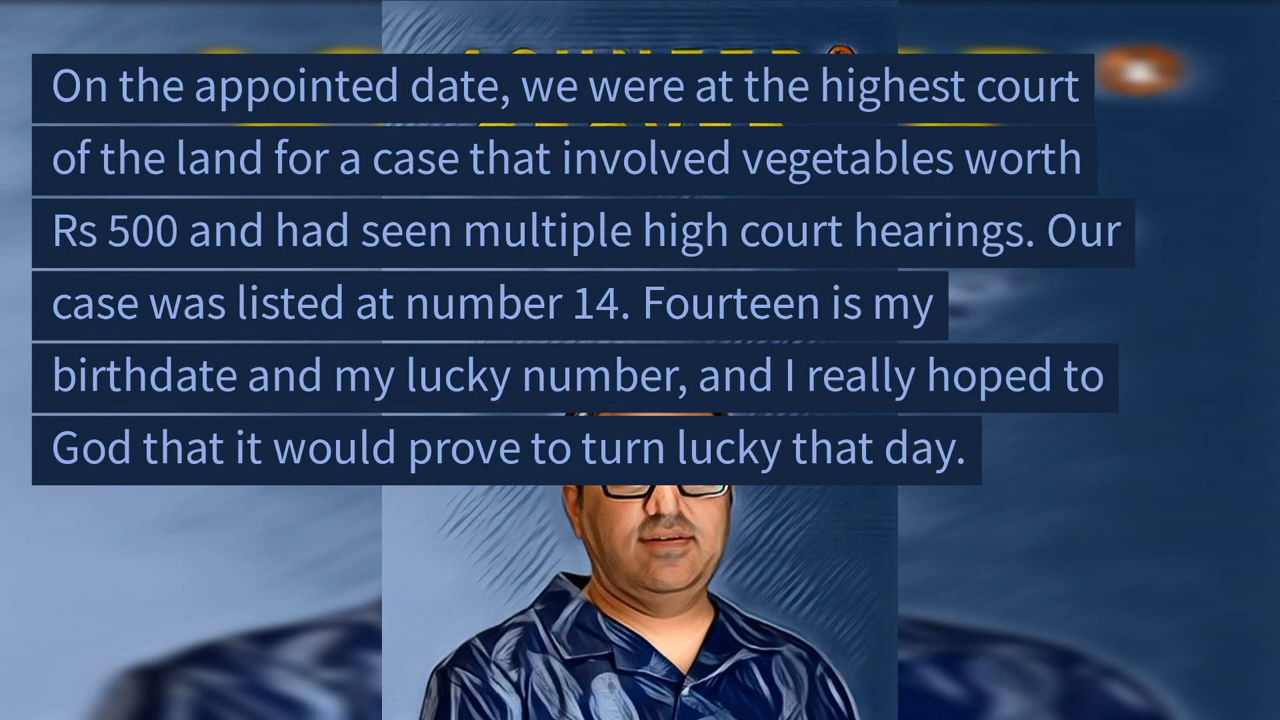 On the appointed date, we were at the highest court
of the land for a case that involved vegetables worth
Rs 500 and had seen multiple high court hearings. Our
case was listed at number 14. Fourteen is my
birthdate and my lucky number, and I really hoped to
God that it would prove to turn lucky that day.